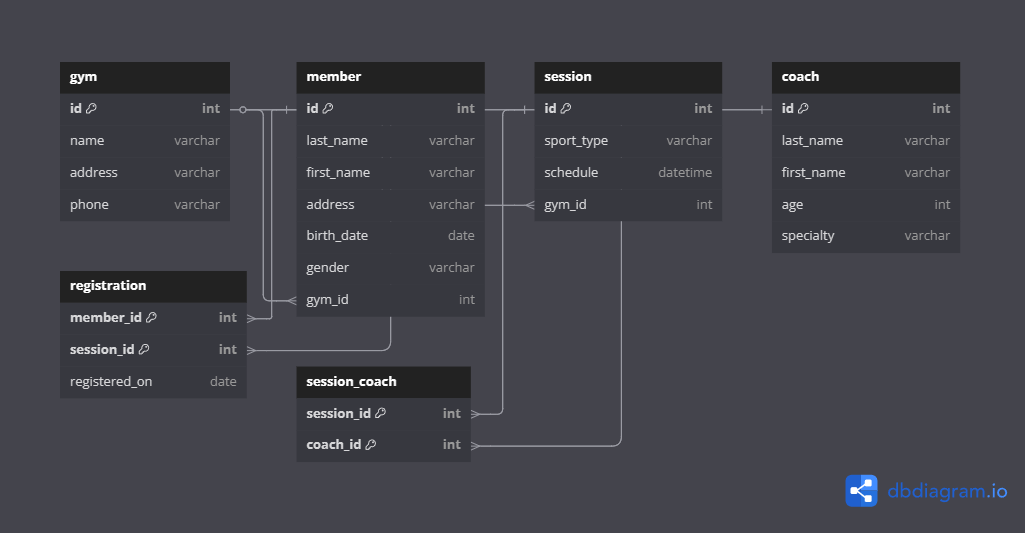 gym
id int
name varchar
address varchar
phone varchar
member
id int
last_name varchar
first_name varchar
address varchar
birth_date date
gender varchar
gym_id int
session
id int
sport_type varchar
schedule datetime
gym_id int
coach
id int
last_name varchar
first_name varchar
age int
specialty varchar
registration
member_id int
session_id int
registered_on date
session_coach
session_id int
coach_id int
dbdiagram.io